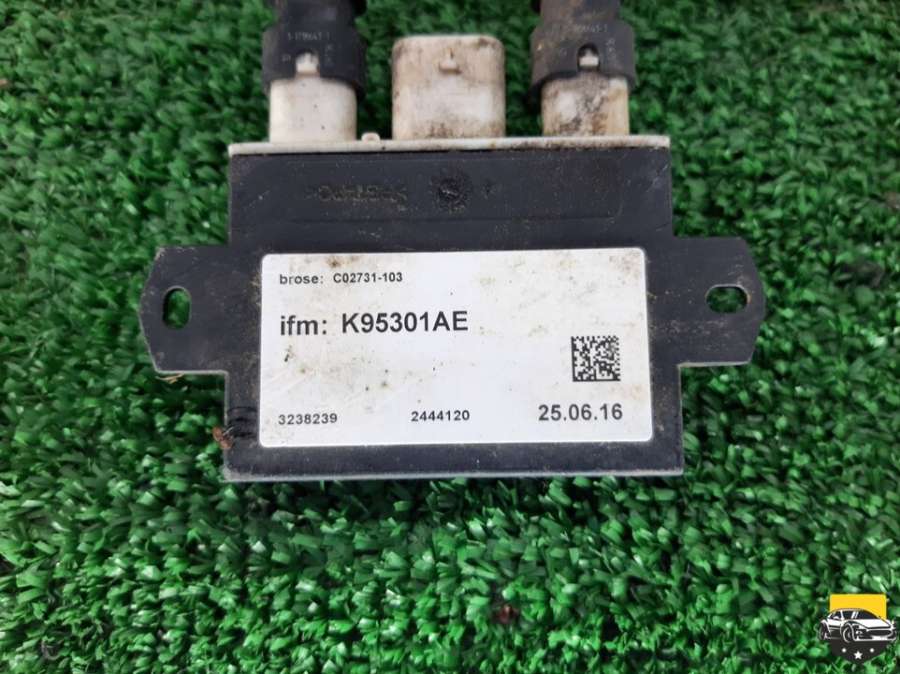 brose: C02731-103
ifm: K95301AE
3238239 2444120 25.06.16